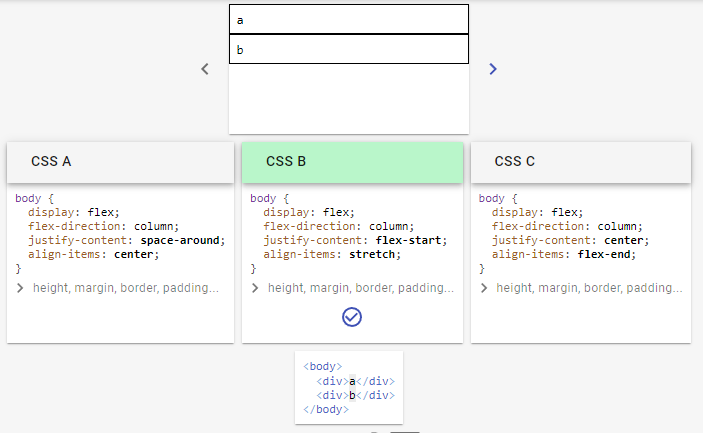 a
b
CSS A
body {
  display: flex;
  flex-direction: column;
  justify-content: space-around;
  align-items: center;
}
height, margin, border, padding...
CSS B
body {
  display: flex;
  flex-direction: column;
  justify-content: flex-start;
  align-items: stretch;
}
height, margin, border, padding...
CSS C
body {
  display: flex;
  flex-direction: column;
  justify-content: center;
  align-items: flex-end;
}
height, margin, border, padding...
<body>
  <div>a</div>
  <div>b</div>
</body>